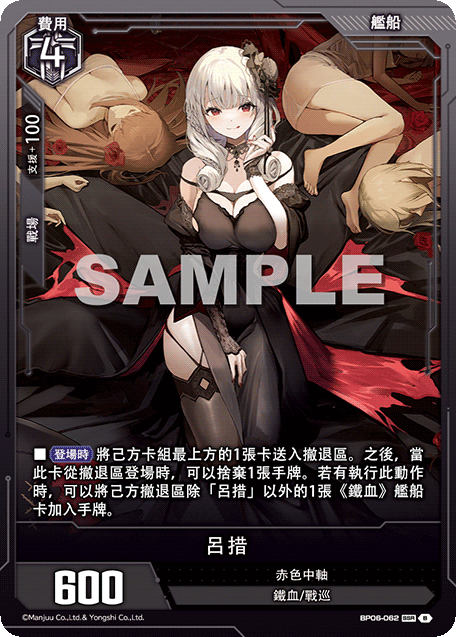 費用
4
艦船
支援+100
戰場
SAMPLE
■ 登場時 將己方卡組最上方的1張卡送入撤退區。之後，當
此卡從撤退區登場時，可以捨棄1張手牌。若有執行此動作
時，可以將己方撤退區除「呂措」以外的1張《鐵血》艦船
卡加入手牌。
呂措
600
赤色中軸
鐵血/戰巡
©Manjuu Co.,Ltd. & Yongshi Co.,Ltd.
BP06-062 SSR B